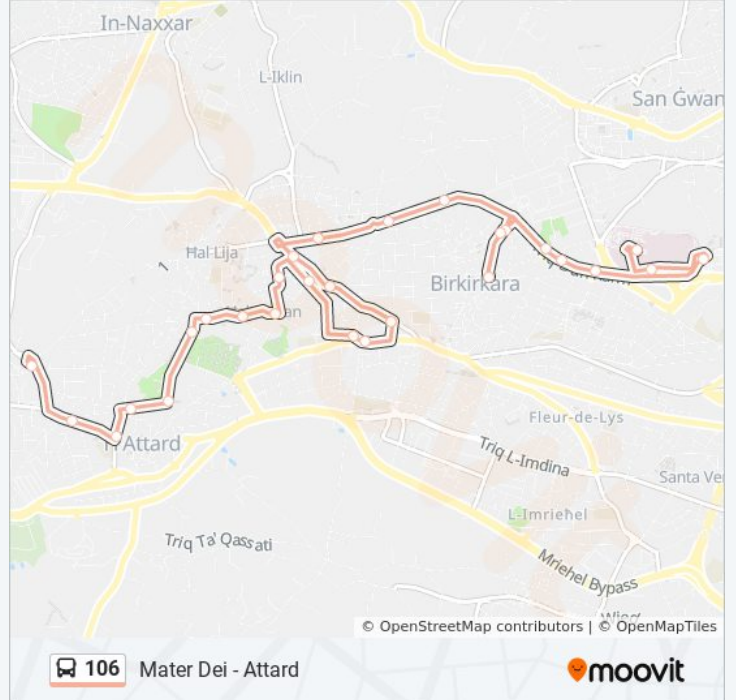 In-Naxxar
L-Iklin
San Ġwan
Ħal Lija
Birkirkara
Attard
Fleur-de-Lys
Triq L-Imdina
Santa Ve
L-Imrieħel
Triq Ta' Qassati
Mriehel Bypass
© OpenStreetMap contributors | © OpenMapTiles
106 Mater Dei - Attard
moovit